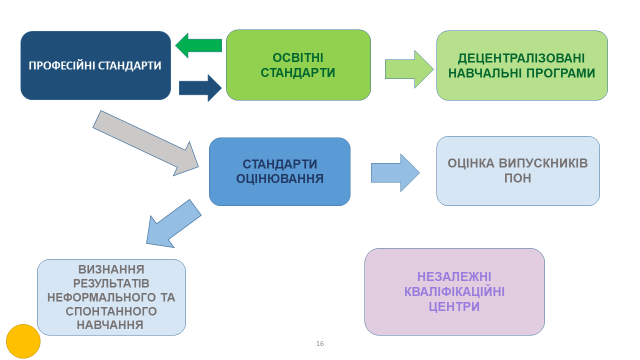 ПРОФЕСІЙНІ СТАНДАРТИ
ОСВІТНІ
СТАНДАРТИ
ДЕЦЕНТРАЛІЗОВАНІ
НАВЧАЛЬНІ ПРОГРАМИ
СТАНДАРТИ
ОЦІНЮВАННЯ
ОЦІНКА ВИПУСКНИКІВ
ПОН
ВИЗНАННЯ
РЕЗУЛЬТАТІВ
НЕФОРМАЛЬНОГО ТА
СПОНТАННОГО
НАВЧАННЯ
НЕЗАЛЕЖНІ
КВАЛІФІКАЦІЙНІ
ЦЕНТРИ
16